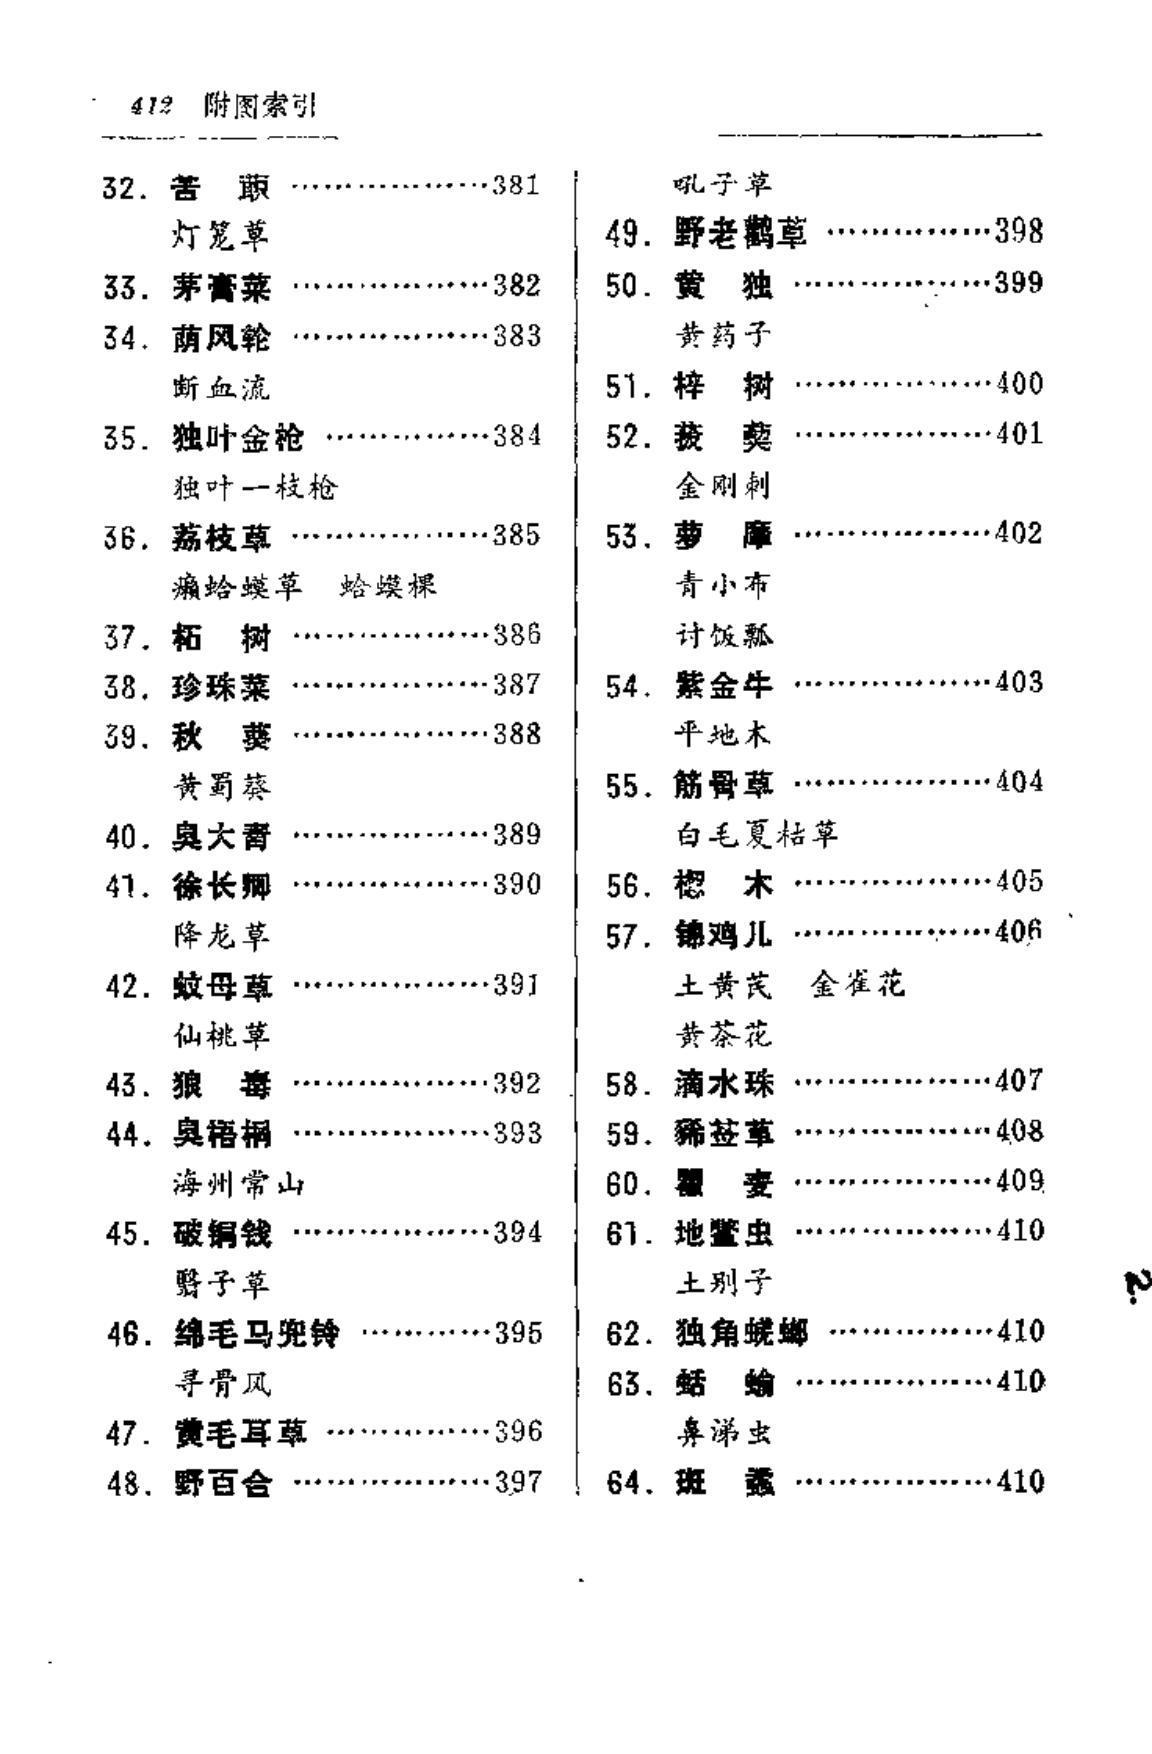 412 附图索引
32. 苦 蘵 ··················381
灯笼草
33. 茅膏菜 ··················382
34. 荫风轮 ··················383
断血流
35. 独叶金枪 ···············384
独叶一枝枪
36. 荔枝草 ··················385
癞蛤蟆草 蛤蟆棵
37. 柘 树 ··················386
38. 珍珠菜 ··················387
39. 秋 葵 ··················388
黄蜀葵
40. 臭大青 ··················389
41. 徐长卿 ··················390
降龙草
42. 蚊母草 ··················391
仙桃草
43. 狼 毒 ··················392
44. 臭梧桐 ··················393
海州常山
45. 破铜钱 ··················394
翳子草
46. 绵毛马兜铃 ············395
寻骨风
47. 黄毛耳草 ···············396
48. 野百合 ··················397
吼子草
49. 野老鹳草 ···············398
50. 黄 独 ··················399
黄药子
51. 梓 树 ··················400
52. 菝 葜 ··················401
金刚刺
53. 萝 藦 ··················402
青小布
讨饭瓢
54. 紫金牛 ··················403
平地木
55. 筋骨草 ··················404
白毛夏枯草
56. 楤 木 ··················405
57. 锦鸡儿 ··················406
土黄芪 金雀花
黄茶花
58. 滴水珠 ··················407
59. 豨莶草 ··················408
60. 瞿 麦 ··················409
61. 地鳖虫 ··················410
土别子
62. 独角蜣螂 ···············410
63. 蛞 蝓 ··················410
鼻涕虫
64. 斑 蝥 ··················410